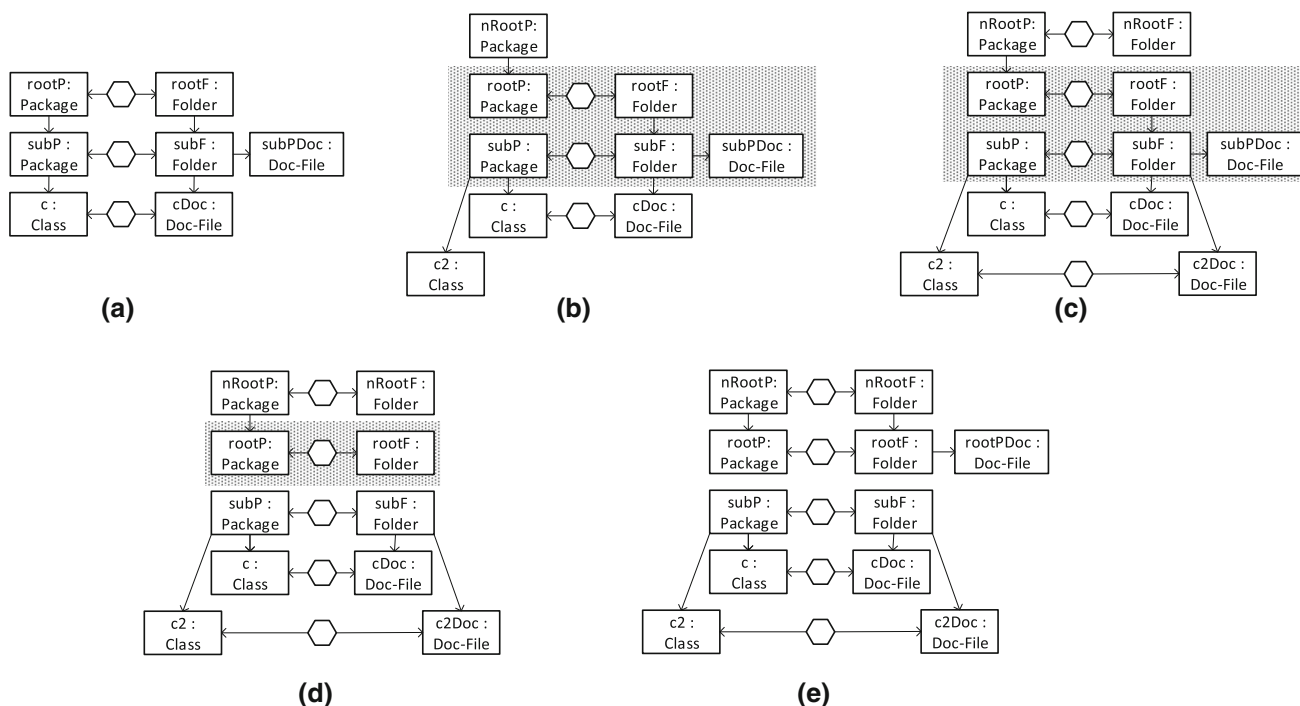 nRootP:
Package
nRootP:
Package
nRootF :
Folder
rootP:
Package
rootF :
Folder
rootP:
Package
rootF :
Folder
rootP:
Package
rootF :
Folder
subP :
Package
subF :
Folder
subPDoc :
Doc-File
subP :
Package
subF :
Folder
subPDoc :
Doc-File
subP :
Package
subF :
Folder
subPDoc :
Doc-File
c :
Class
cDoc :
Doc-File
c :
Class
cDoc :
Doc-File
c :
Class
cDoc :
Doc-File
c2 :
Class
c2 :
Class
c2Doc :
Doc-File
(a)
(b)
(c)
nRootP:
Package
nRootF :
Folder
rootP:
Package
rootF :
Folder
subP :
Package
subF :
Folder
c :
Class
cDoc :
Doc-File
c2 :
Class
c2Doc :
Doc-File
(d)
nRootP:
Package
nRootF :
Folder
rootP:
Package
rootF :
Folder
rootPDoc :
Doc-File
subP :
Package
subF :
Folder
c :
Class
cDoc :
Doc-File
c2 :
Class
c2Doc :
Doc-File
(e)